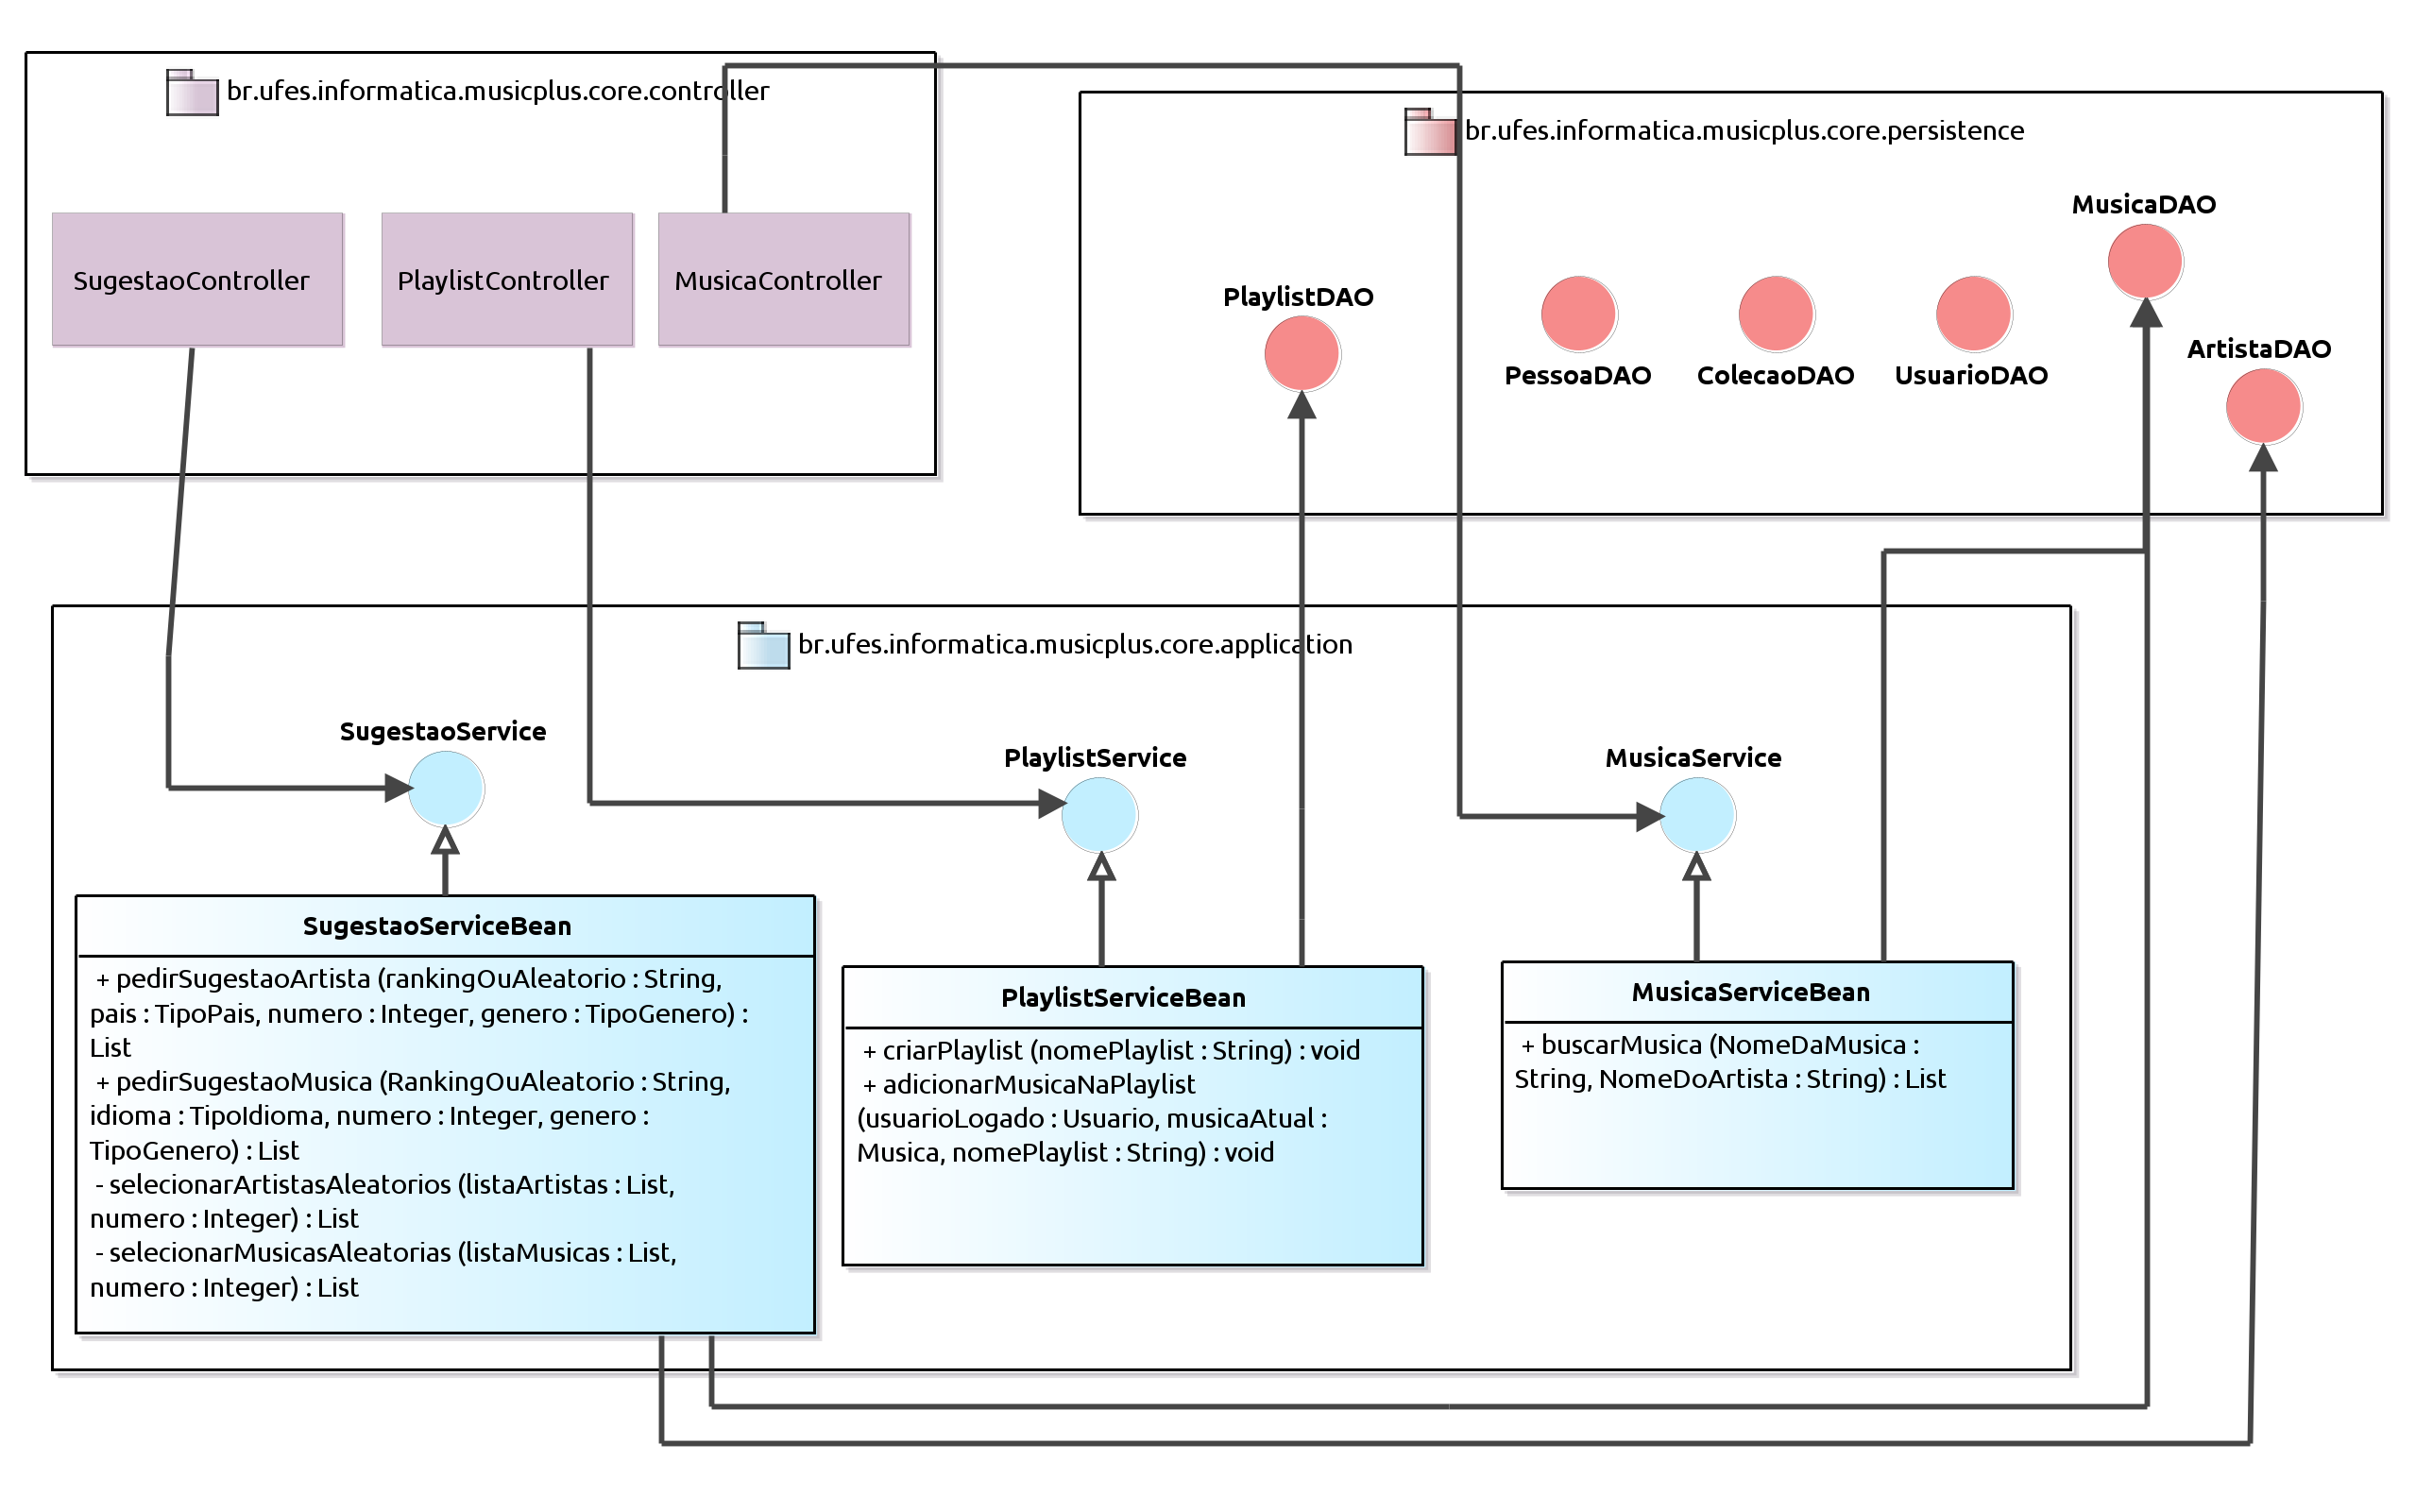 br.ufes.informatica.musicplus.core.controller
SugestaoController
PlaylistController
MusicaController
br.ufes.informatica.musicplus.core.persistence
MusicaDAO
PlaylistDAO
ArtistaDAO
PessoaDAO
ColecaoDAO
UsuarioDAO
br.ufes.informatica.musicplus.core.application
SugestaoService
PlaylistService
MusicaService
SugestaoServiceBean
+ pedirSugestaoArtista (rankingOuAleatorio : String,
pais : TipoPais, numero : Integer, genero : TipoGenero) :
List
+ pedirSugestaoMusica (RankingOuAleatorio : String,
idioma : TipoIdioma, numero : Integer, genero :
TipoGenero) : List
- selecionarArtistasAleatorios (listaArtistas : List,
numero : Integer) : List
- selecionarMusicasAleatorias (listaMusicas : List,
numero : Integer) : List
PlaylistServiceBean
+ criarPlaylist (nomePlaylist : String) : void
+ adicionarMusicaNaPlaylist
(usuarioLogado : Usuario, musicaAtual :
Musica, nomePlaylist : String) : void
MusicaServiceBean
+ buscarMusica (NomeDaMusica :
String, NomeDoArtista : String) : List